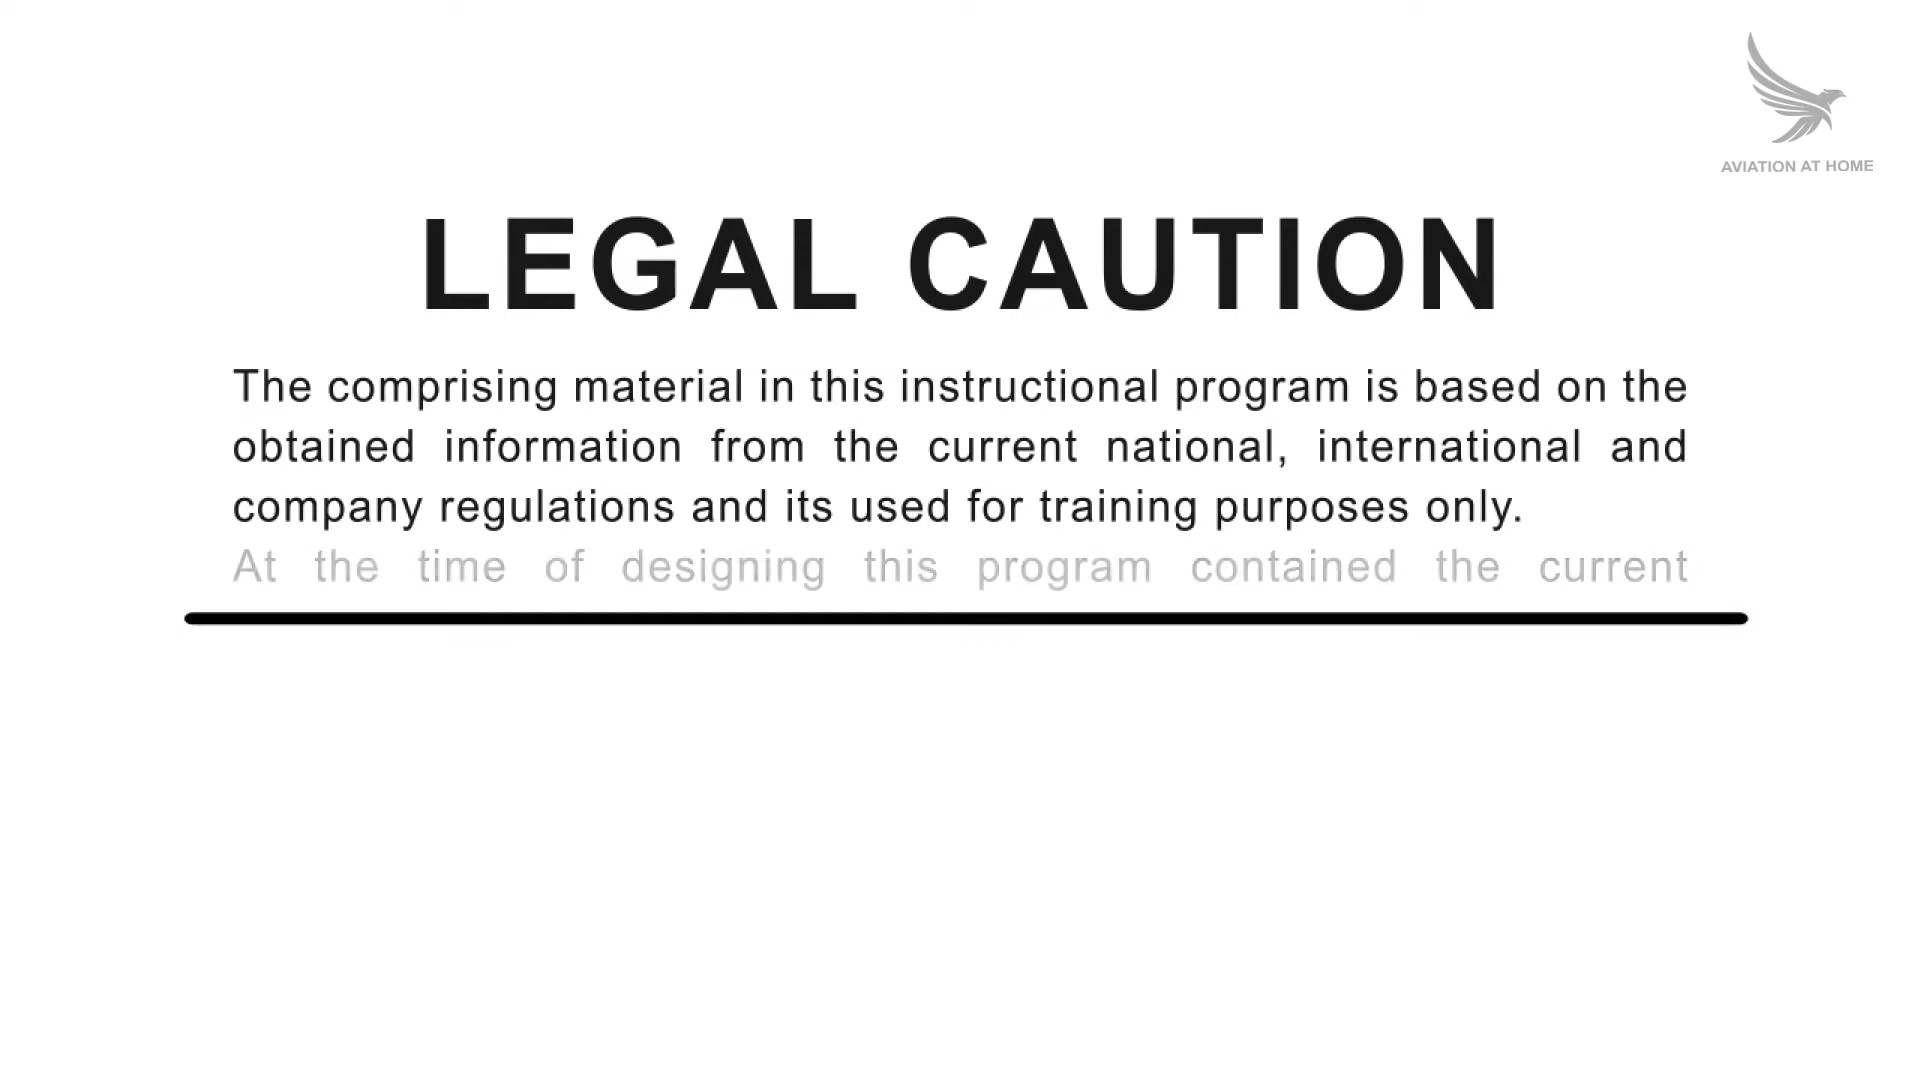 AVIATION AT HOME
LEGAL CAUTION
The comprising material in this instructional program is based on the
obtained information from the current national, international and
company regulations and its used for training purposes only.
At the time of designing this program contained the current